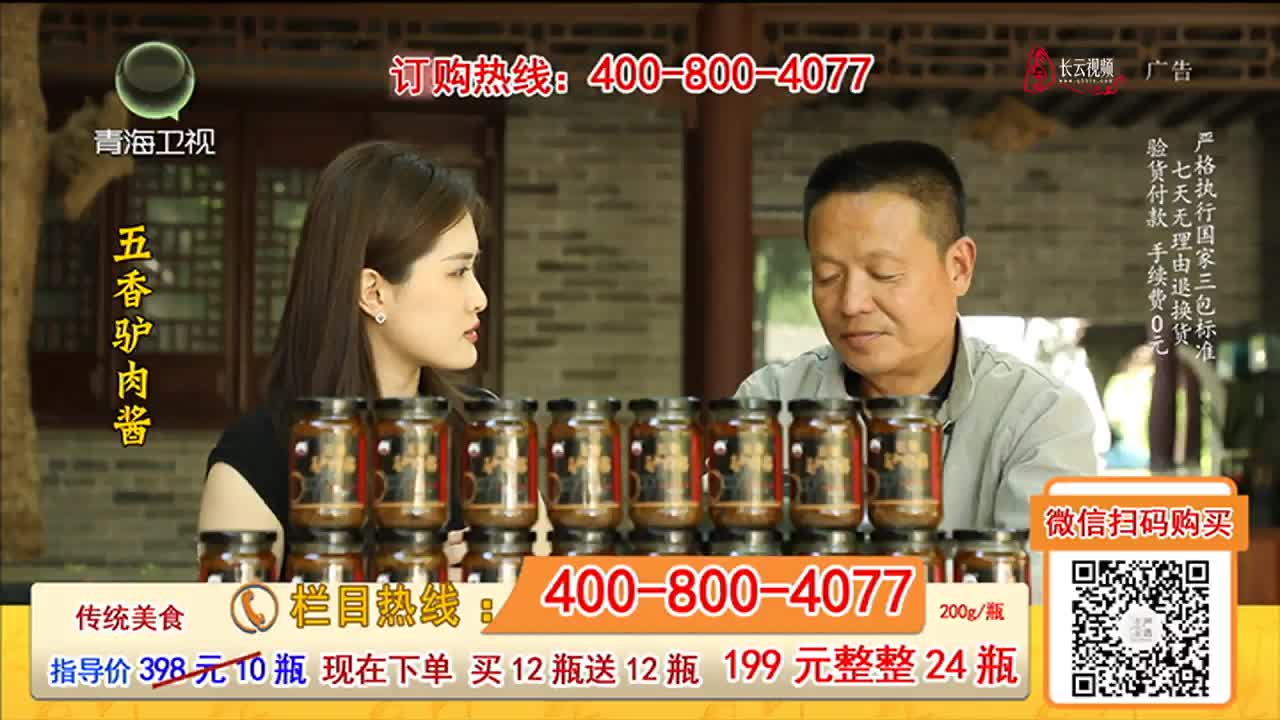 订购热线：400-800-4077
长云视频
广告
青海卫视
严格执行国家三包标准
七天无理由退换货
验货付款 手续费0元
五香驴肉酱
微信扫码购买
传统美食
栏目热线：
400-800-4077
200g/瓶
指导价 398元 10瓶 现在下单 买12瓶送12瓶 199元整整24瓶